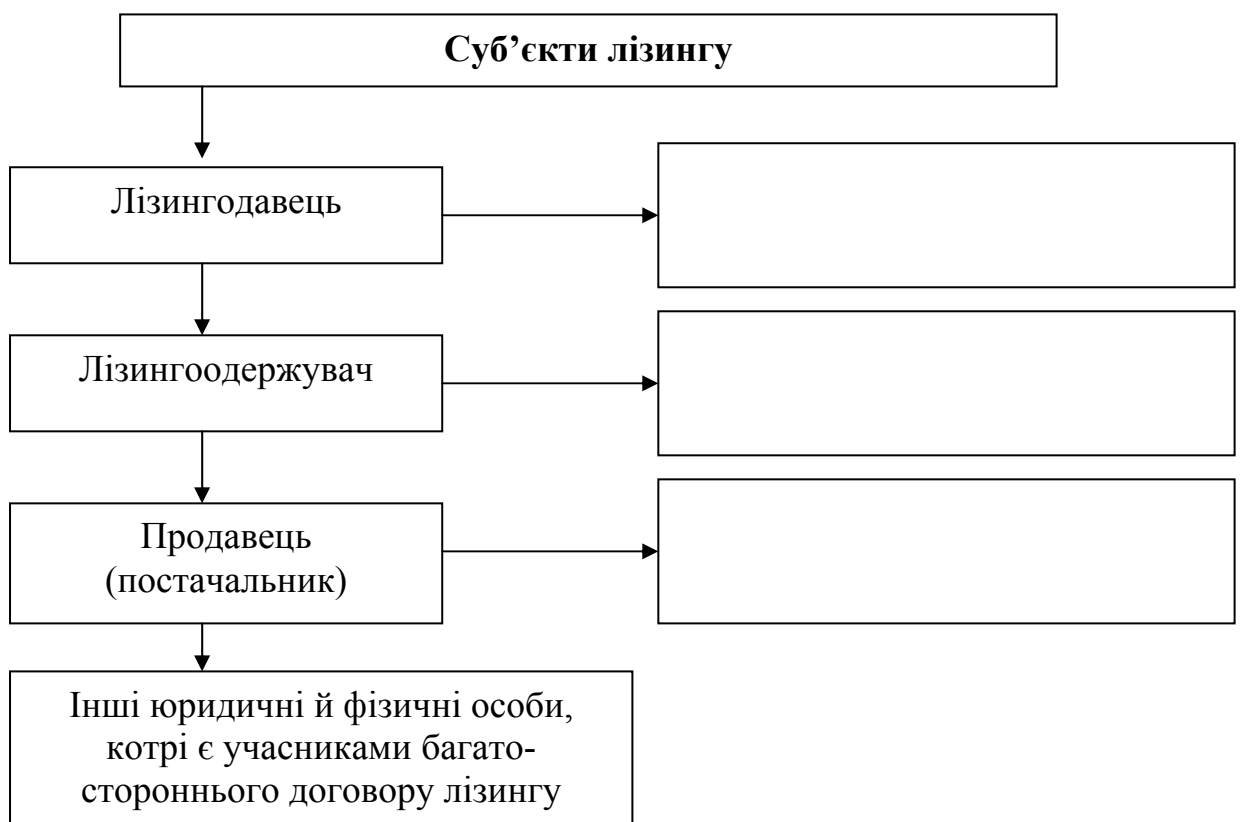 Суб’єкти лізингу
Лізингодавець
Лізингоодержувач
Продавець
(постачальник)
Інші юридичні й фізичні особи,
котрі є учасниками багато-
стороннього договору лізингу